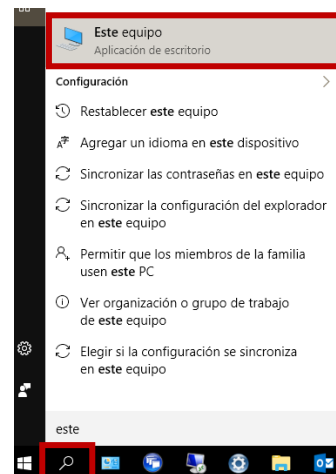 Este equipo
Aplicación de escritorio
Configuración
Restablecer este equipo
Agregar un idioma en este dispositivo
Sincronizar las contraseñas en este equipo
Sincronizar la configuración del explorador
en este equipo
Permitir que los miembros de la familia
usen este PC
Ver organización o grupo de trabajo
de este equipo
Elegir si la configuración se sincroniza
en este equipo
este